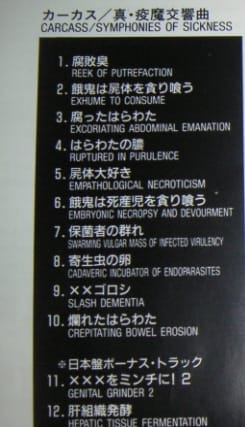 カーカス／真・疫魔交響曲
CARCASS/SYMPHONIES OF SICKNESS
1. 腐敗臭
REEK OF PUTREFACTION
2. 餓鬼は屍体を貪り喰う
EXHUME TO CONSUME
3. 腐ったはらわた
EXCORIATING ABDOMINAL EMANATION
4. はらわたの膿
RUPTURED IN PURULENCE
5. 屍体大好き
EMPATHOLOGICAL NECROTICISM
6. 餓鬼は死産児を貪り喰う
EMBRYONIC NECROPSY AND DEVOURMENT
7. 保菌者の群れ
SWARMING VULGAR MASS OF INFECTED VIRULENCY
8. 寄生虫の卵
CADAVERIC INCUBATOR OF ENDOPARASITES
9. ××ゴロシ
SLASH DEMENTIA
10. 爛れたはらわた
CREPITATING BOWEL EROSION
※日本盤ボーナス・トラック
11. ×××をミンチに！2
GENITAL GRINDER 2
12. 肝組織発酵
HEPATIC TISSUE FERMENTATION